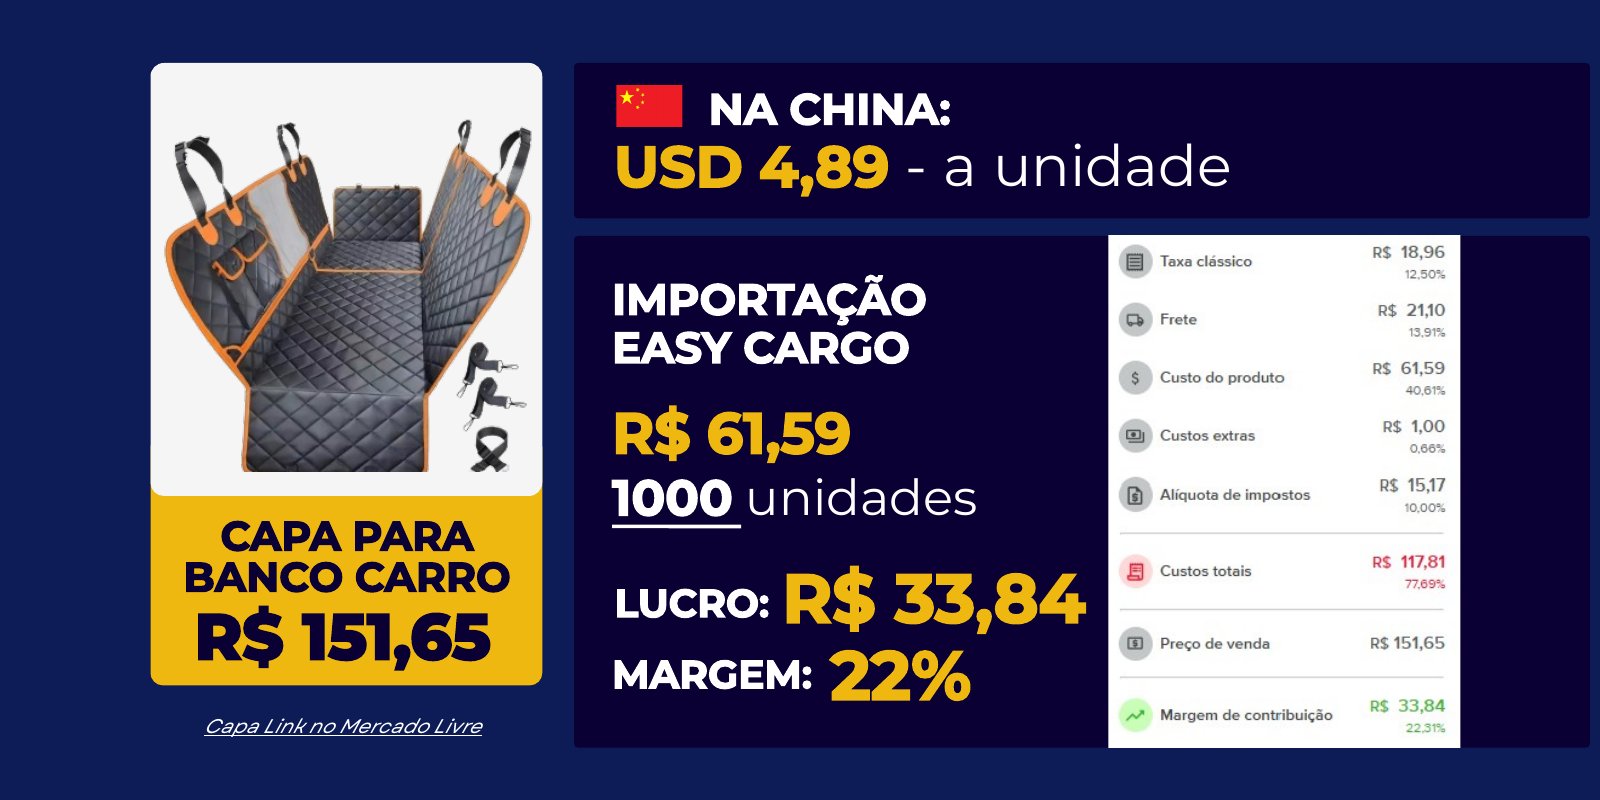 CAPA PARA
BANCO CARRO
R$ 151,65
Capa Link no Mercado Livre
NA CHINA:
USD 4,89 - a unidade
IMPORTAÇÃO
EASY CARGO
R$ 61,59
1000 unidades
LUCRO: R$ 33,84
MARGEM: 22%
Taxa clássico R$ 18,96
12,50%
Frete R$ 21,10
13,91%
Custo do produto R$ 61,59
40,61%
Custos extras R$ 1,00
0,66%
Alíquota de impostos R$ 15,17
10,00%
Custos totais R$ 117,81
77,69%
Preço de venda R$ 151,65
Margem de contribuição R$ 33,84
22,31%